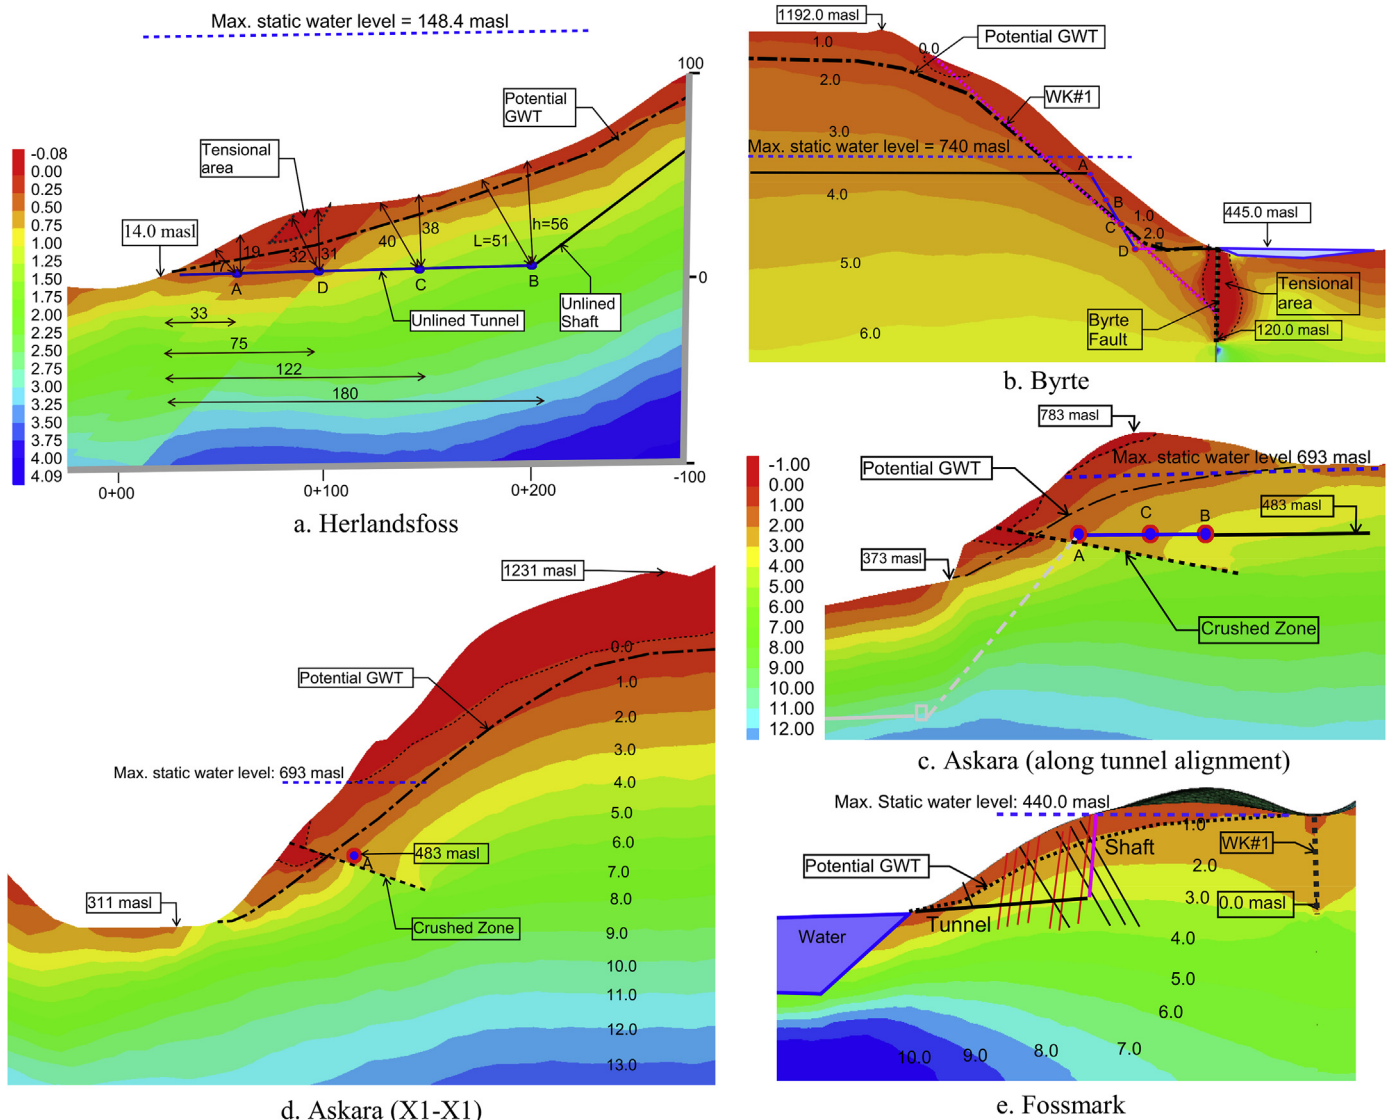 Max. static water level = 148.4 masl
100
Potential
GWT
Tensional
area
-0.08
0.00
0.25
0.50
0.75
1.00
1.25
1.50
1.75
2.00
2.25
2.50
2.75
3.00
3.25
3.50
3.75
4.00
4.09
14.0 masl
17
19
32
31
40
38
L=51
h=56
0
A
D
C
B
Unlined Tunnel
Unlined
Shaft
33
75
122
180
-100
0+00
0+100
0+200
a. Herlandsfoss
1192.0 masl
Potential GWT
0.0
1.0
2.0
WK#1
3.0
Max. static water level = 740 masl
A
4.0
B
1.0
C
2.0
D
445.0 masl
5.0
Tensional
area
Byrte
Fault
120.0 masl
6.0
b. Byrte
783 masl
Max. static water level 693 masl
Potential GWT
-1.00
0.00
1.00
2.00
3.00
4.00
5.00
6.00
7.00
8.00
9.00
10.00
11.00
12.00
C
B
483 masl
A
373 masl
Crushed Zone
c. Askara (along tunnel alignment)
1231 masl
0.0
Potential GWT
1.0
2.0
3.0
Max. static water level: 693 masl
4.0
5.0
6.0
483 masl
A
7.0
8.0
311 masl
Crushed Zone
9.0
10.0
11.0
12.0
13.0
d. Askara (X1-X1)
Max. Static water level: 440.0 masl
1.0
Shaft
WK#1
Potential GWT
2.0
3.0
0.0 masl
Tunnel
Water
4.0
5.0
6.0
7.0
8.0
9.0
10.0
e. Fossmark